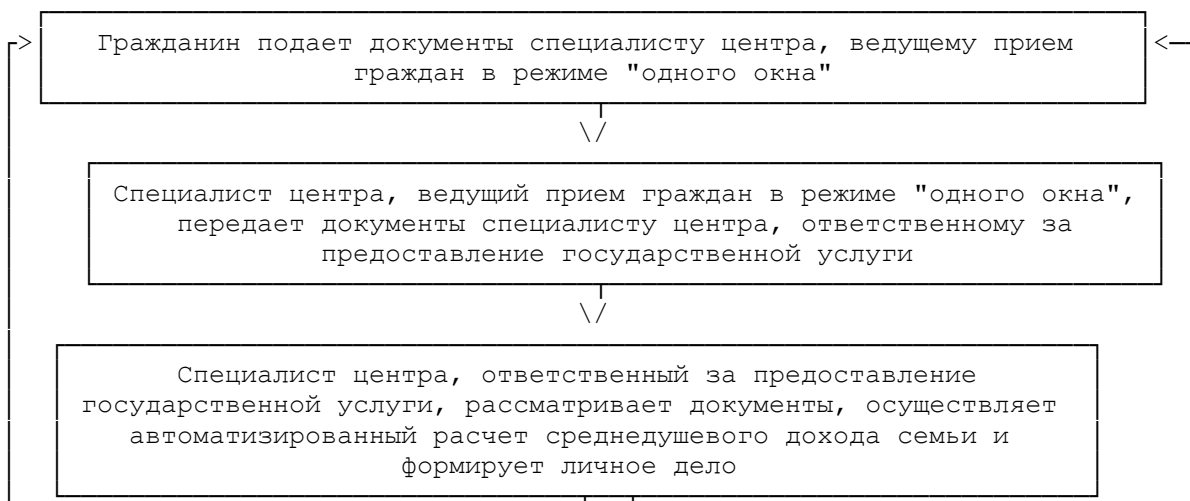 Гражданин подает документы специалисту центра, ведущему прием
граждан в режиме "одного окна"
Специалист центра, ведущий прием граждан в режиме "одного окна",
передает документы специалисту центра, ответственному за
предоставление государственной услуги
Специалист центра, ответственный за предоставление
государственной услуги, рассматривает документы, осуществляет
автоматизированный расчет среднедушевого дохода семьи и
формирует личное дело